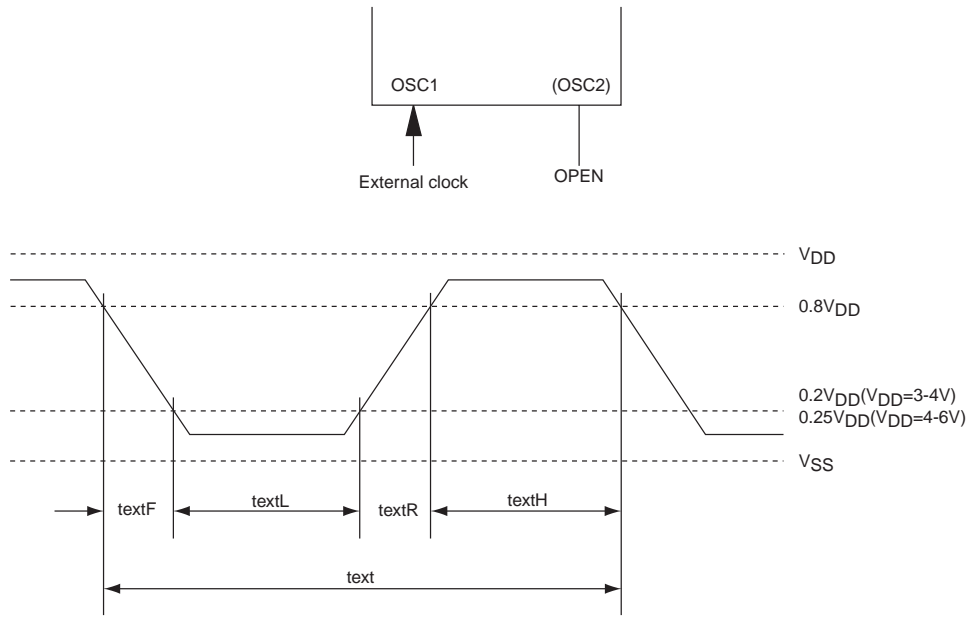 OSC1 (OSC2)
External clock OPEN
VDD
0.8VDD
0.2VDD(VDD=3-4V)
0.25VDD(VDD=4-6V)
VSS
textF textL textR textH
text